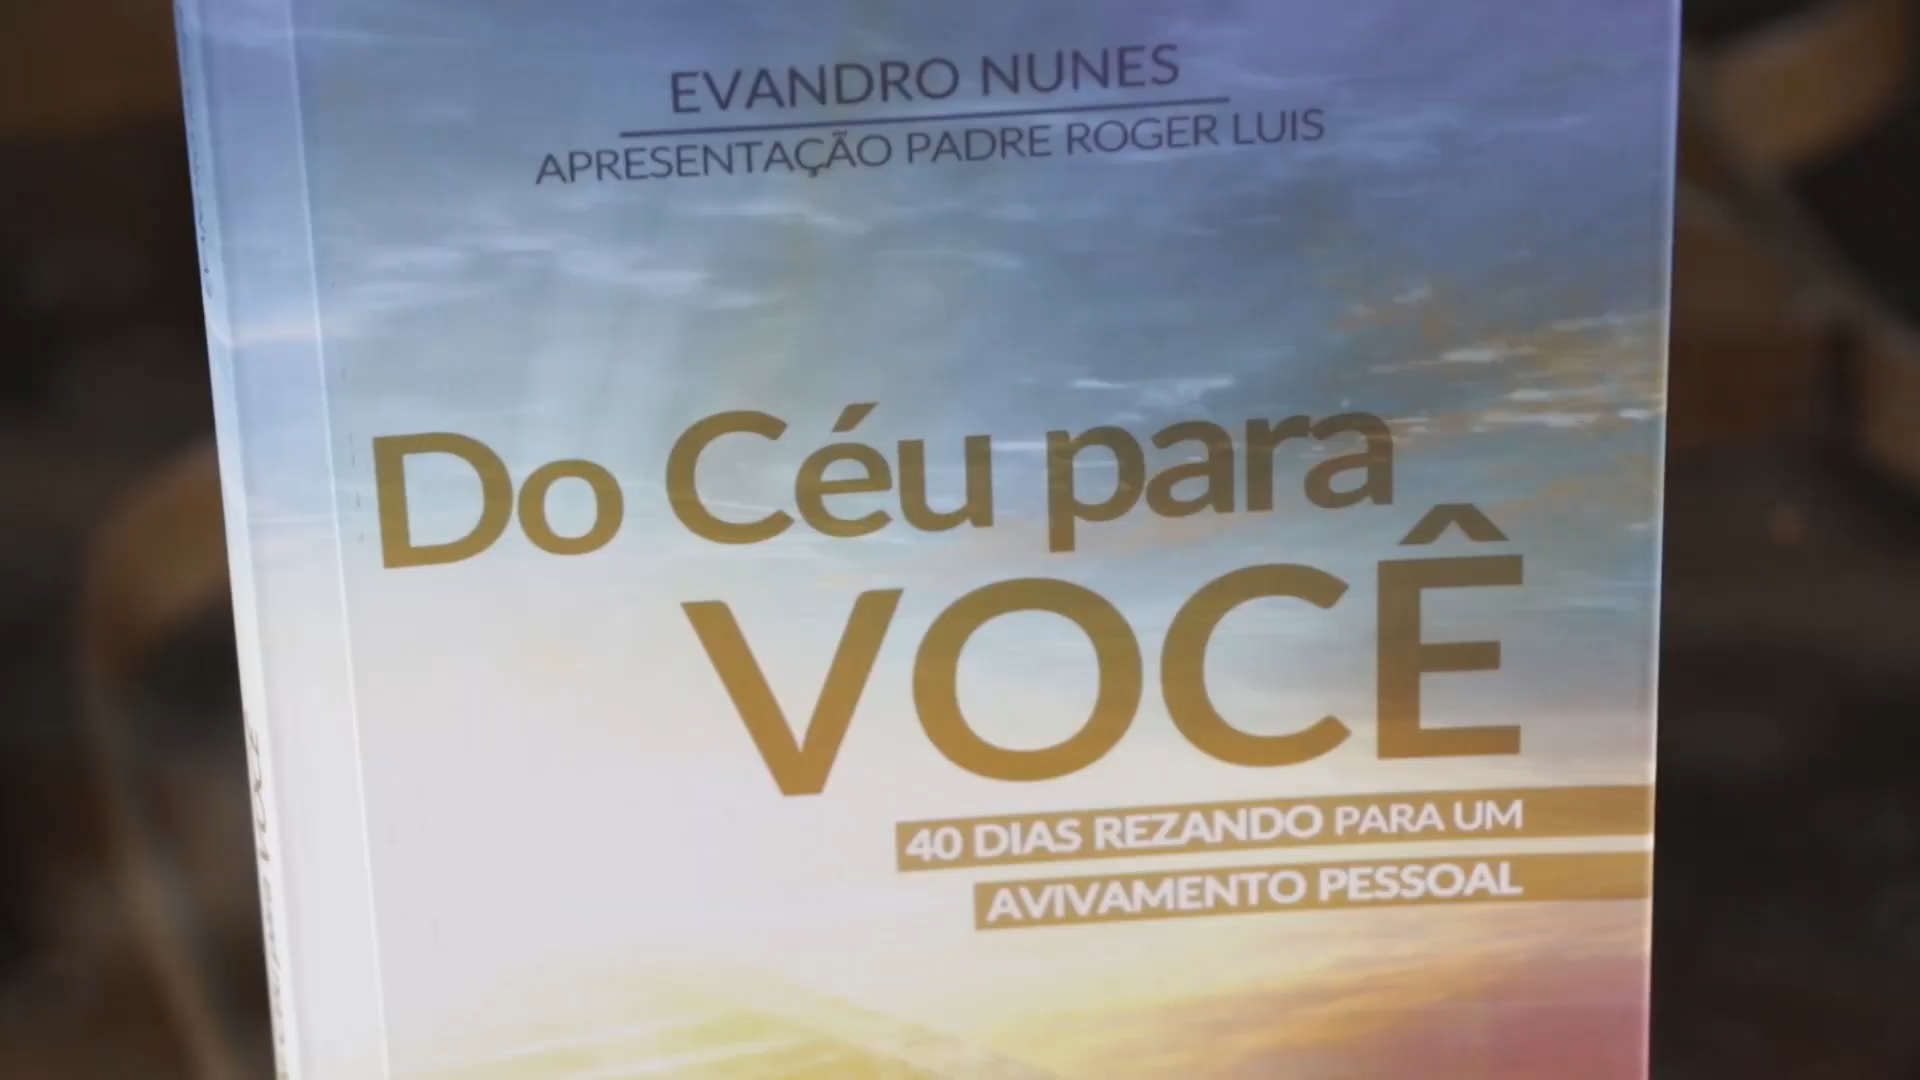 EVANDRO NUNES
APRESENTAÇÃO PADRE ROGER LUIS
Do Céu para
VOCÊ
40 DIAS REZANDO PARA UM
AVIVAMENTO PESSOAL